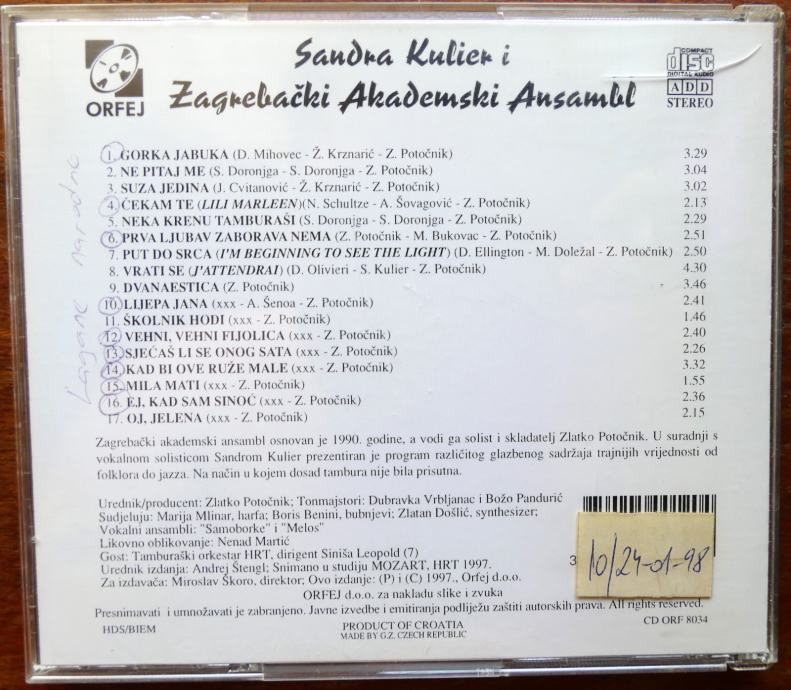 Sandra Kulier i
Zagrebački Akademski Ansambl
ORFEJ
COMPACT
disc
DIGITAL AUDIO
ADD
STEREO
Lagane narodne
1. GORKA JABUKA (D. Mihovec - Ž. Krznarić - Z. Potočnik) 3.29
2. NE PITAJ ME (S. Doronjga - S. Doronjga - Z. Potočnik) 3.04
3. SUZA JEDINA (J. Cvitanović - Ž. Krznarić - Z. Potočnik) 3.02
4. ČEKAM TE (LILI MARLEEN)(N. Schultze - A. Šovagović - Z. Potočnik) 2.13
5. NEKA KRENU TAMBURAŠI (S. Doronjga - S. Doronjga - Z. Potočnik) 2.29
6. PRVA LJUBAV ZABORAVA NEMA (Z. Potočnik - M. Bukovac - Z. Potočnik) 2.51
7. PUT DO SRCA (I'M BEGINNING TO SEE THE LIGHT) (D. Ellington - M. Doležal - Z. Potočnik) 2.50
8. VRATI SE (J'ATTENDRAI) (D. Olivieri - S. Kulier - Z. Potočnik) 4.30
9. DVANAESTICA (Z. Potočnik) 3.46
10. LIJEPA JANA (xxx - A. Šenoa - Z. Potočnik) 2.41
11. ŠKOLNIK HODI (xxx - Z. Potočnik) 1.46
12. VEHNI, VEHNI FIJOLICA (xxx - Z. Potočnik) 2.40
13. SJEĆAŠ LI SE ONOG SATA (xxx - Z. Potočnik) 2.26
14. KAD BI OVE RUŽE MALE (xxx - Z. Potočnik) 3.32
15. MILA MATI (xxx - Z. Potočnik) 1.55
16. EJ, KAD SAM SINOĆ (xxx - Z. Potočnik) 2.36
17. OJ, JELENA (xxx - Z. Potočnik) 2.15
Zagrebački akademski ansambl osnovan je 1990. godine, a vodi ga solist i skladatelj Zlatko Potočnik. U suradnji s
vokalnom solisticom Sandrom Kulier prezentiran je program različitog glazbenog sadržaja trajnijih vrijednosti od
folklora do jazza. Na način u kojem dosad tambura nije bila prisutna.
Urednik/producent: Zlatko Potočnik; Tonmajstori: Dubravka Vrbljanac i Božo Pandurić
Sudjeluju: Marija Mlinar, harfa; Boris Benini, bubnjevi; Zlatan Došlić, synthesizer;
Vokalni ansambli: "Samoborke" i "Melos"
Likovno oblikovanje: Nenad Martić
Gost: Tamburaški orkestar HRT, dirigent Siniša Leopold (7)
Urednik izdanja: Andrej Štengl; Snimano u studiju MOZART, HRT 1997.
Za izdavača: Miroslav Škoro, direktor; Ovo izdanje: (P) i (C) 1997., Orfej d.o.o.
ORFEJ d.o.o. za nakladu slike i zvuka
3
10/24-01-98
Presnimavati i umnožavati je zabranjeno. Javne izvedbe i emitiranja podliježu zaštiti autorskih prava. All rights reserved.
HDS/BIEM
PRODUCT OF CROATIA
MADE BY G.Z. CZECH REPUBLIC
CD ORF 8034